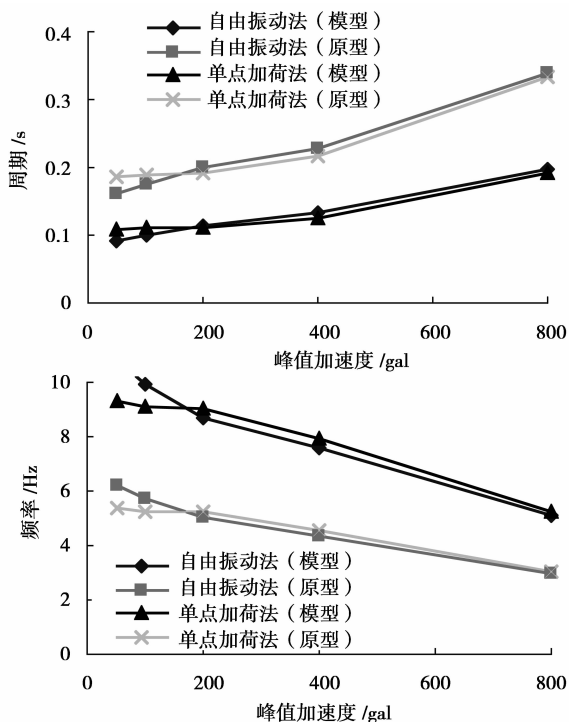 自由振动法（模型）
自由振动法（原型）
单点加荷法（模型）
单点加荷法（原型）
0.4
0.3
0.2
0.1
0
周期 /s
0 200 400 600 800
峰值加速度 /gal
10
8
6
4
2
0
频率 /Hz
自由振动法（模型）
自由振动法（原型）
单点加荷法（模型）
单点加荷法（原型）
0 200 400 600 800
峰值加速度 /gal